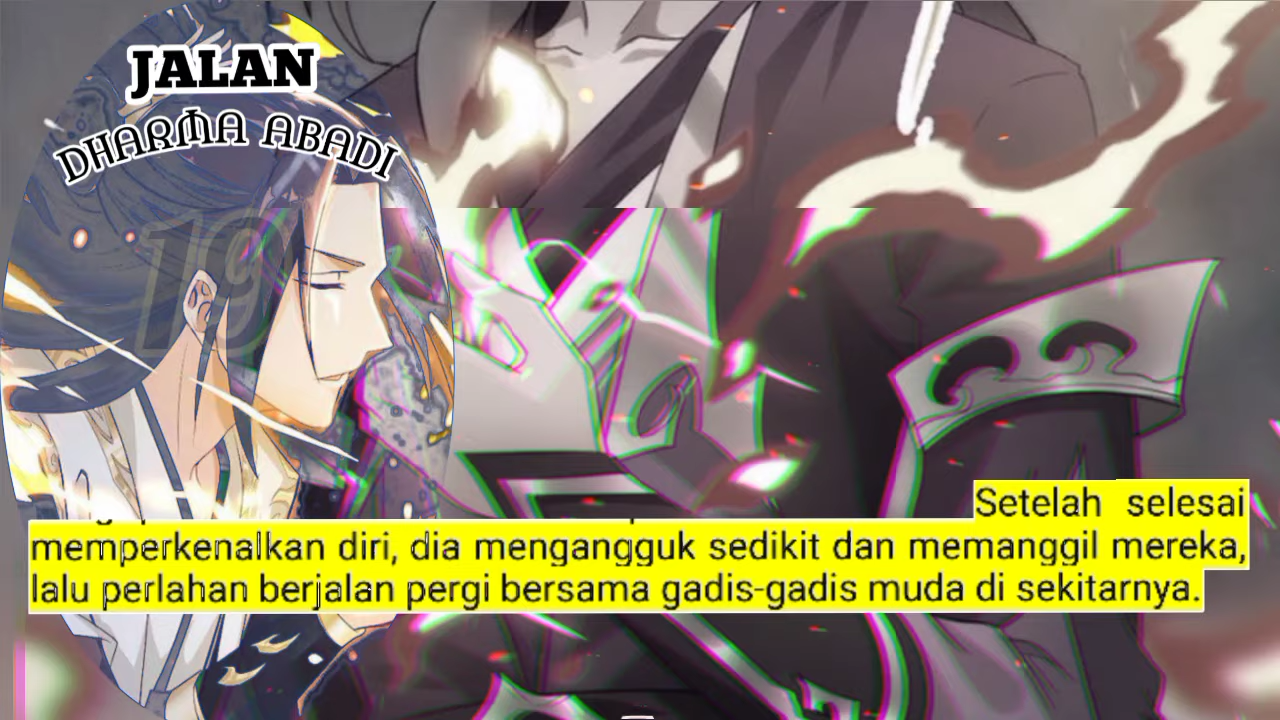 JALAN
DHARMA ABADI
19
Setelah selesai
memperkenalkan diri, dia mengangguk sedikit dan memanggil mereka,
lalu perlahan berjalan pergi bersama gadis-gadis muda di sekitarnya.